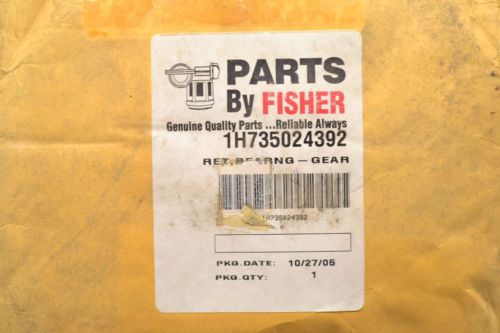 PARTS
By FISHER
Genuine Quality Parts ...Reliable Always
1H735024392
RET,BEARNG - GEAR
1H735024392
PKG.DATE: 10/27/05
PKG.QTY: 1